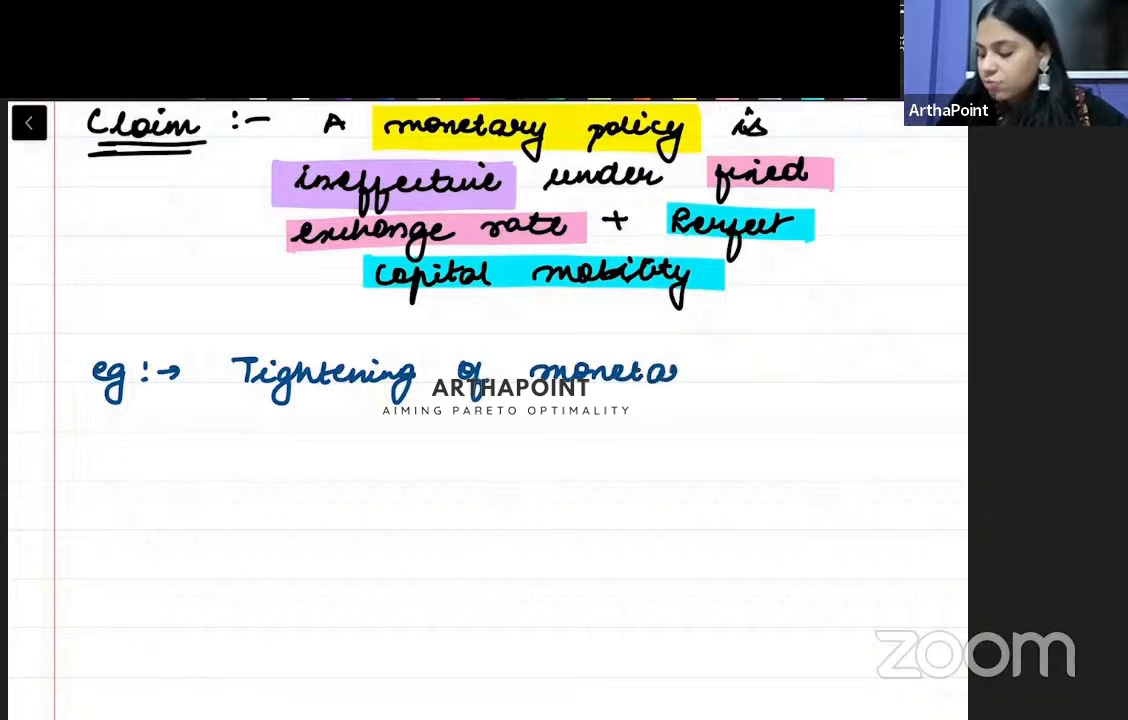 ArthaPoint
Claim :- A monetary policy is
ineffective under fixed
exchange rate + Perfect
capital mobility
eg :→ Tightening of moneta
ARTHAPOINT
AIMING PARETO OPTIMALITY
zoom